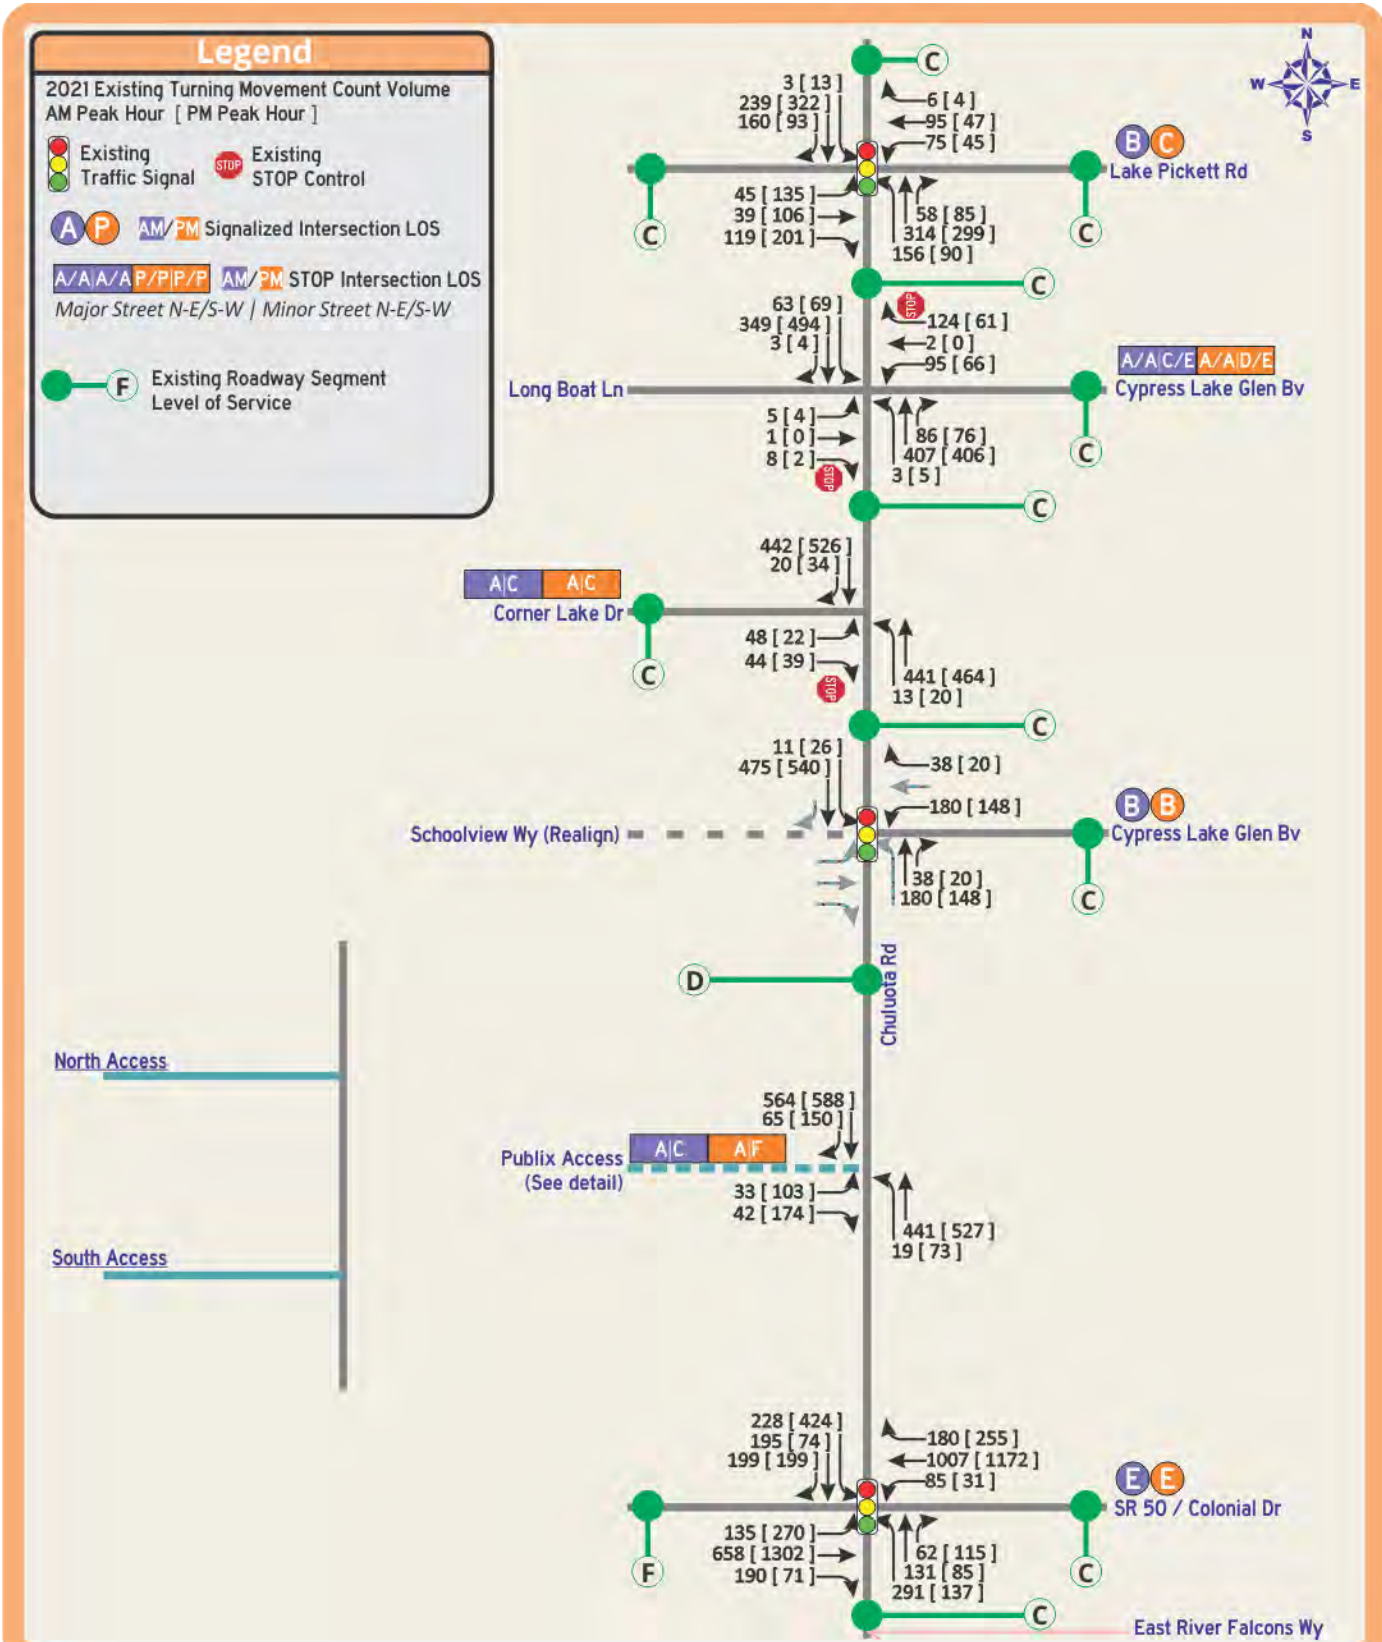 Legend
2021 Existing Turning Movement Count Volume
AM Peak Hour [ PM Peak Hour ]
Existing
Traffic Signal
STOP
Existing
STOP Control
A P AM/PM Signalized Intersection LOS
A/A|A/A P/P|P/P AM/PM STOP Intersection LOS
Major Street N-E/S-W | Minor Street N-E/S-W
F
Existing Roadway Segment
Level of Service
N
W E
S
C
3 [ 13 ]
239 [ 322 ]
160 [ 93 ]
6 [ 4 ]
95 [ 47 ]
75 [ 45 ]
B C
Lake Pickett Rd
45 [ 135 ]
39 [ 106 ]
119 [ 201 ]
58 [ 85 ]
314 [ 299 ]
156 [ 90 ]
C
C
C
63 [ 69 ]
349 [ 494 ]
3 [ 4 ]
STOP
124 [ 61 ]
2 [ 0 ]
95 [ 66 ]
A/A|C/E A/A|D/E
Long Boat Ln
Cypress Lake Glen Bv
5 [ 4 ]
1 [ 0 ]
8 [ 2 ]
STOP
86 [ 76 ]
407 [ 406 ]
3 [ 5 ]
C
C
442 [ 526 ]
20 [ 34 ]
A|C A|C
Corner Lake Dr
48 [ 22 ]
44 [ 39 ]
STOP
441 [ 464 ]
13 [ 20 ]
C
C
11 [ 26 ]
475 [ 540 ]
38 [ 20 ]
180 [ 148 ]
B B
Schoolview Wy (Realign)
Cypress Lake Glen Bv
38 [ 20 ]
180 [ 148 ]
C
Chuluota Rd
D
North Access
564 [ 588 ]
65 [ 150 ]
A|C A|F
Publix Access
(See detail)
33 [ 103 ]
42 [ 174 ]
441 [ 527 ]
19 [ 73 ]
South Access
228 [ 424 ]
195 [ 74 ]
199 [ 199 ]
180 [ 255 ]
1007 [ 1172 ]
85 [ 31 ]
E E
SR 50 / Colonial Dr
135 [ 270 ]
658 [ 1302 ]
190 [ 71 ]
62 [ 115 ]
131 [ 85 ]
291 [ 137 ]
F
C
C
East River Falcons Wy